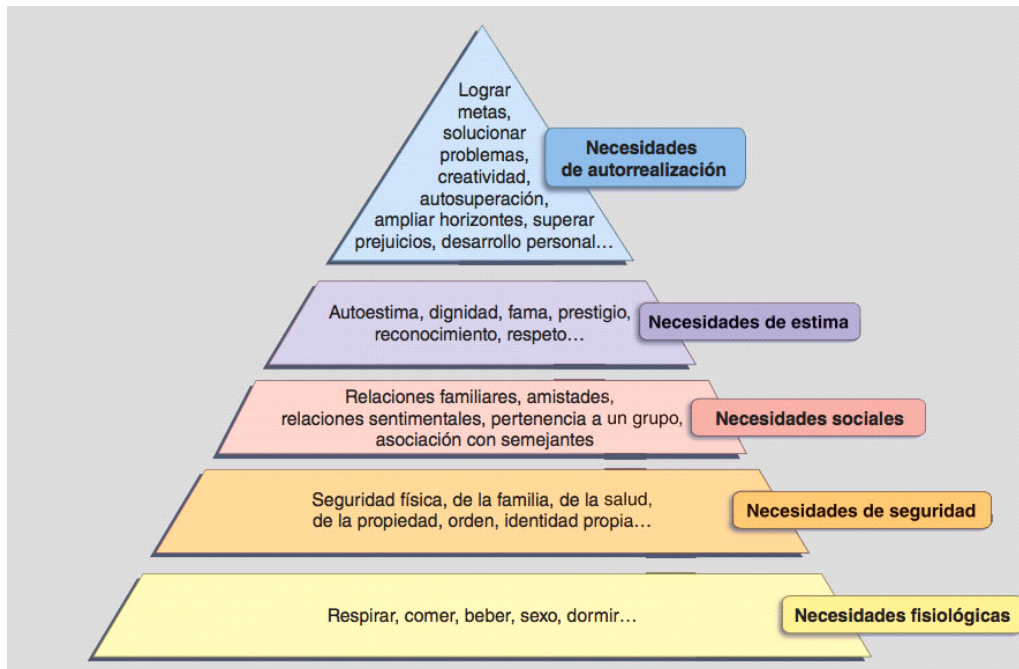 Lograr
metas,
solucionar
problemas,
creatividad,
autosuperación,
ampliar horizontes, superar
prejuicios, desarrollo personal...
Necesidades
de autorrealización
Autoestima, dignidad, fama, prestigio,
reconocimiento, respeto...
Necesidades de estima
Relaciones familiares, amistades,
relaciones sentimentales, pertenencia a un grupo,
asociación con semejantes
Necesidades sociales
Seguridad física, de la familia, de la salud,
de la propiedad, orden, identidad propia...
Necesidades de seguridad
Respirar, comer, beber, sexo, dormir...
Necesidades fisiológicas